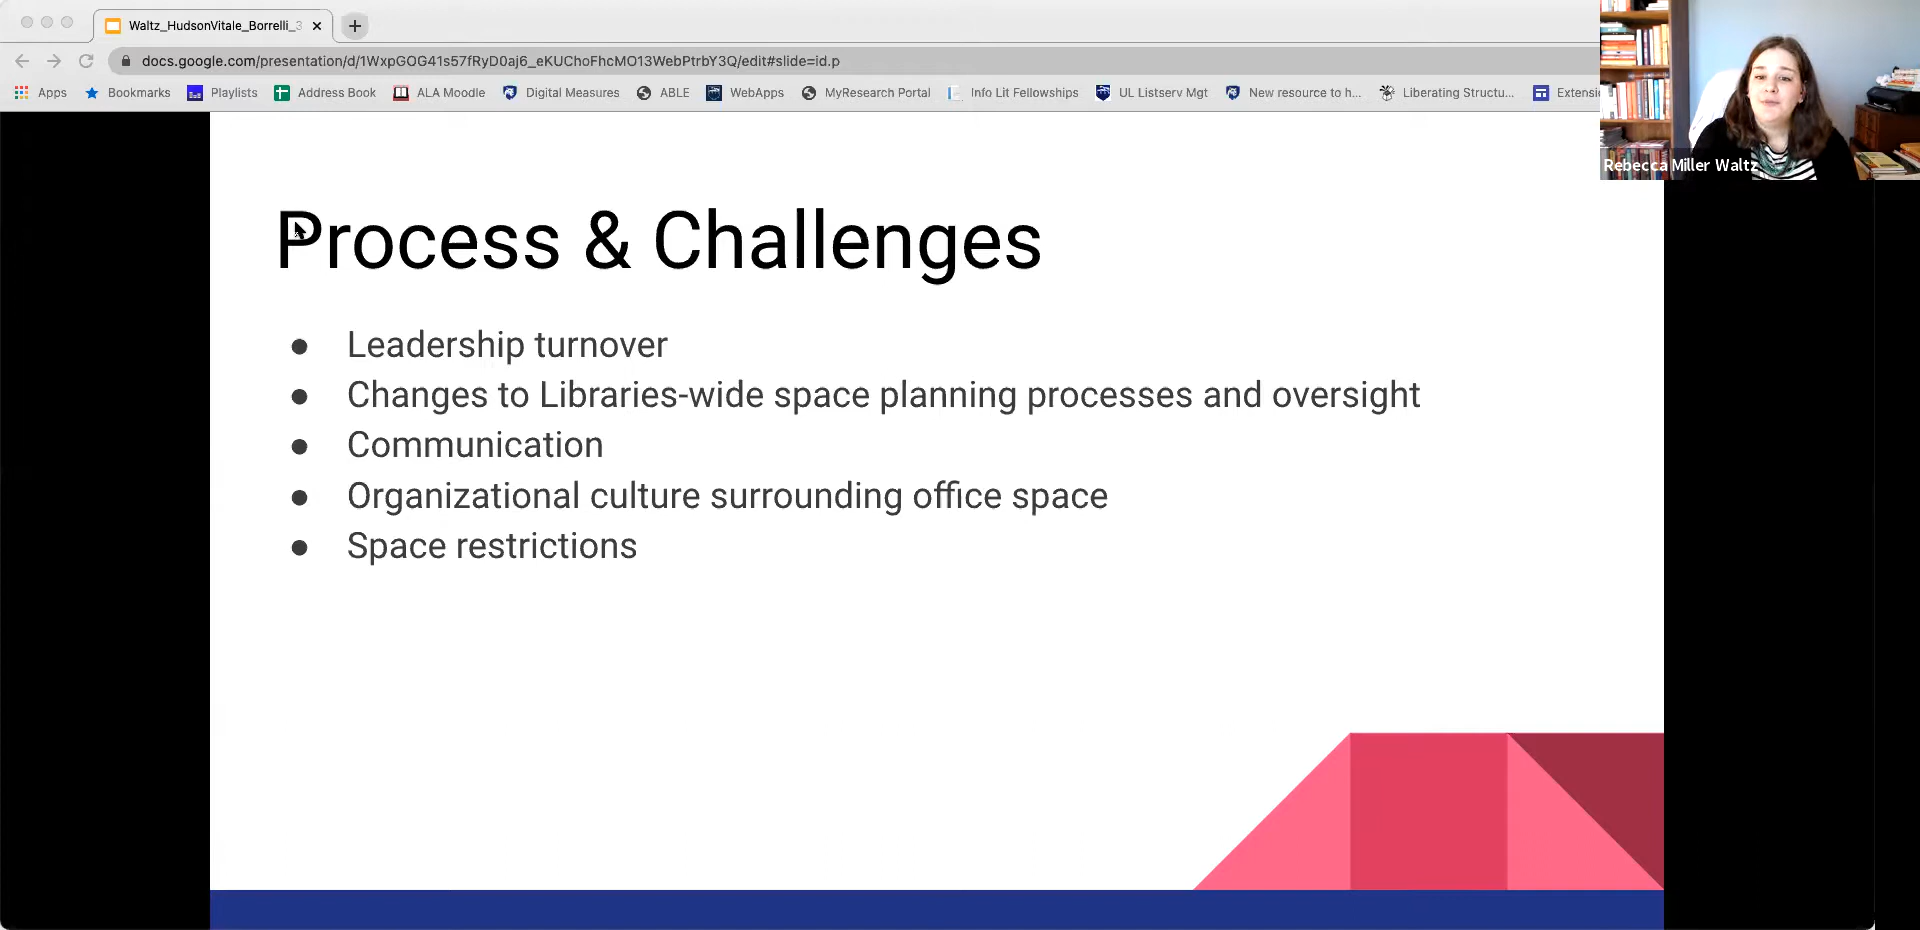 Waltz_HudsonVitale_Borrelli_3
docs.google.com/presentation/d/1WxpGOG41s57fRyD0aj6_eKUChoFhcMO13WebPtrbY3Q/edit#slide=id.p
Apps Bookmarks Playlists Address Book ALA Moodle Digital Measures ABLE WebApps MyResearch Portal Info Lit Fellowships UL Listserv Mgt New resource to h... Liberating Structu... Extensi
Rebecca Miller Waltz
Process & Challenges
● Leadership turnover
● Changes to Libraries-wide space planning processes and oversight
● Communication
● Organizational culture surrounding office space
● Space restrictions